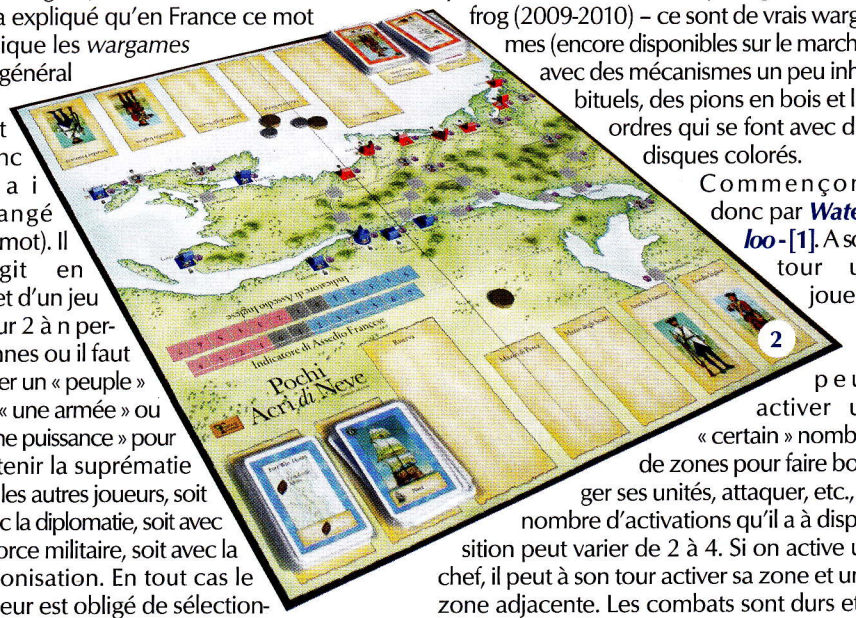 a expliqué qu'en France ce mot
ique les wargames
général
t
nc
a i
angé
mot). Il
git en
et d'un jeu
ur 2 à n per-
nnes ou il faut
er un « peuple »
« une armée » ou
ne puissance » pour
tenir la suprématie
les autres joueurs, soit
c la diplomatie, soit avec
force militaire, soit avec la
onisation. En tout cas le
eur est obligé de sélection-
Indicatore di Assedio Inglese
Indicatore di Assedio Francese
Pochi
Acri di Neve
Riserva
2
frog (2009-2010) – ce sont de vrais warg
mes (encore disponibles sur le march
avec des mécanismes un peu inh
bituels, des pions en bois et l
ordres qui se font avec d
disques colorés.
Commençon
donc par Wate
loo - [1]. A so
tour u
joue
peu
activer u
« certain » nomb
de zones pour faire bo
ger ses unités, attaquer, etc.,
nombre d'activations qu'il a à disp
sition peut varier de 2 à 4. Si on active u
chef, il peut à son tour activer sa zone et un
zone adjacente. Les combats sont durs et